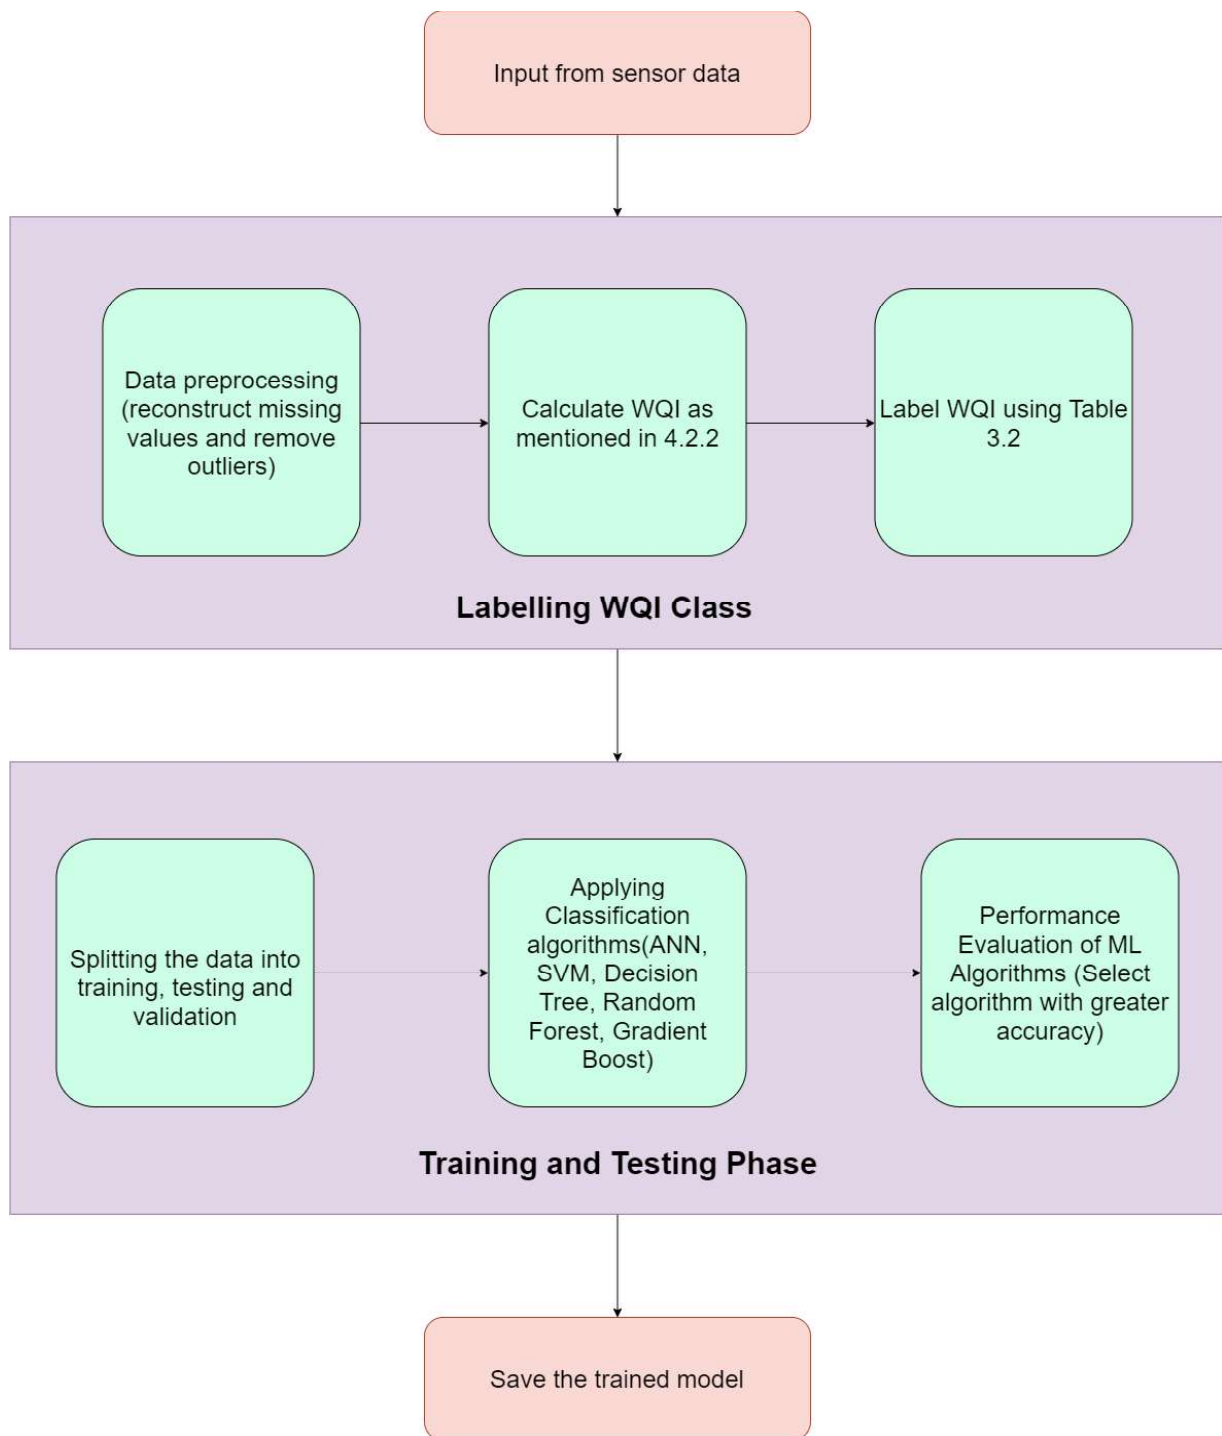 Input from sensor data
Data preprocessing
(reconstruct missing
values and remove
outliers)
Calculate WQI as
mentioned in 4.2.2
Label WQI using Table
3.2
Labelling WQI Class
Splitting the data into
training, testing and
validation
Applying
Classification
algorithms(ANN,
SVM, Decision
Tree, Random
Forest, Gradient
Boost)
Performance
Evaluation of ML
Algorithms (Select
algorithm with greater
accuracy)
Training and Testing Phase
Save the trained model